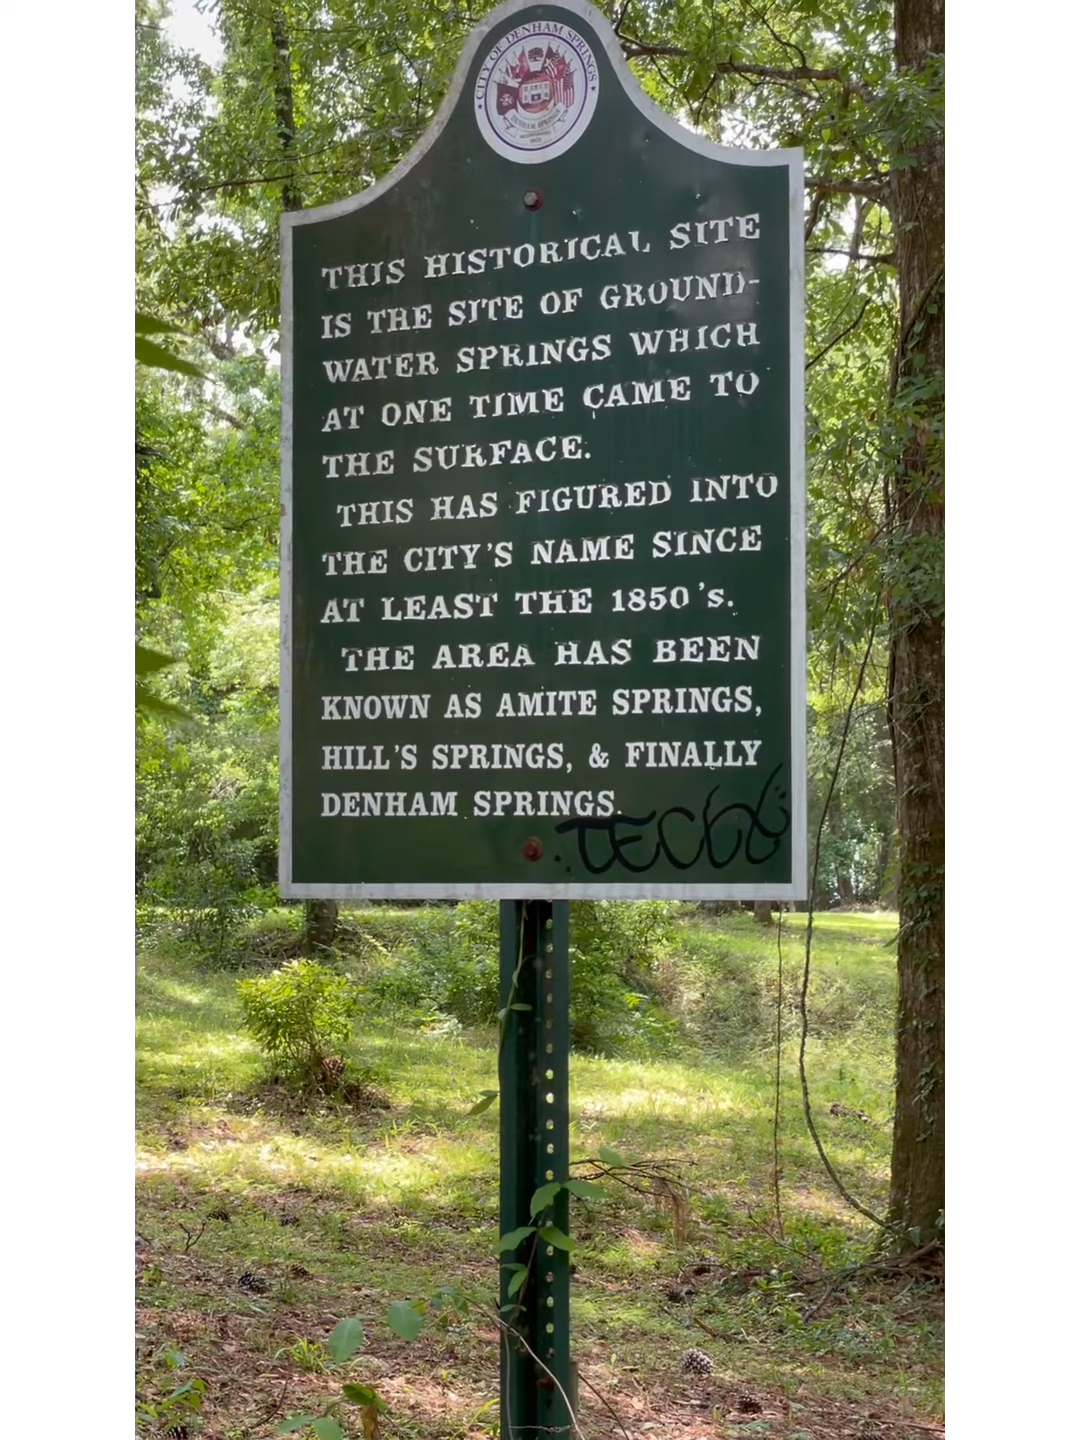 CITY OF DENHAM SPRINGS
DENHAM SPRINGS
THIS HISTORICAL SITE
IS THE SITE OF GROUND-
WATER SPRINGS WHICH
AT ONE TIME CAME TO
THE SURFACE.
THIS HAS FIGURED INTO
THE CITY'S NAME SINCE
AT LEAST THE 1850's.
THE AREA HAS BEEN
KNOWN AS AMITE SPRINGS,
HILL'S SPRINGS, & FINALLY
DENHAM SPRINGS.